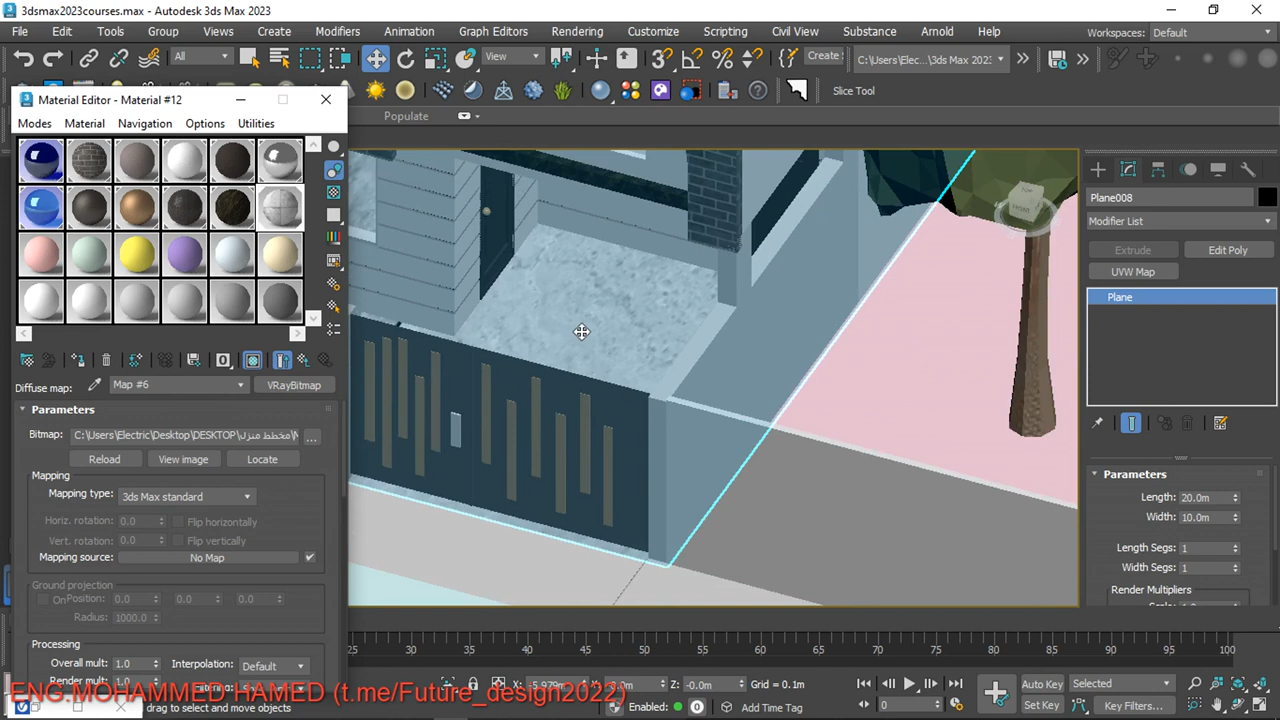 3dsmax2023courses.max - Autodesk 3ds Max 2023
File Edit Tools Group Views Create Modifiers Animation Graph Editors Rendering Customize Scripting Civil View Substance Arnold Help Workspaces: Default
All View Create C:\Users\Elec...\3ds Max 202
Slice Tool
Material Editor - Material #12
Populate
Modes Material Navigation Options Utilities
Plane008
Modifier List
Extrude Edit Poly
UVW Map
Plane
Diffuse map: Map #6 VRayBitmap
Parameters
Bitmap: C:\Users\Electric\Desktop\DESKTOP\مخطط منزل\
Reload View image Locate
Mapping
Mapping type: 3ds Max standard
Horiz. rotation: 0.0 Flip horizontally
Vert. rotation: 0.0 Flip vertically
Mapping source: No Map
Ground projection
On Position: 0.0 0.0 0.0
Radius: 1000.0
Processing
Overall mult: 1.0 Interpolation: Default
Render mult: 1.0
Parameters
Length: 20.0m
Width: 10.0m
Length Segs: 1
Width Segs: 1
Render Multipliers
25 30 35 40 45 50 55 60 65 70 75 80 85 90 95 100
X: -5.979m Z: -0.0m Grid = 0.1m
Auto Key Selected
ENG.MOHAMMED HAMED (t.me/Future_design2022)
drag to select and move objects Enabled: 0 Add Time Tag 0 Set Key Key Filters...